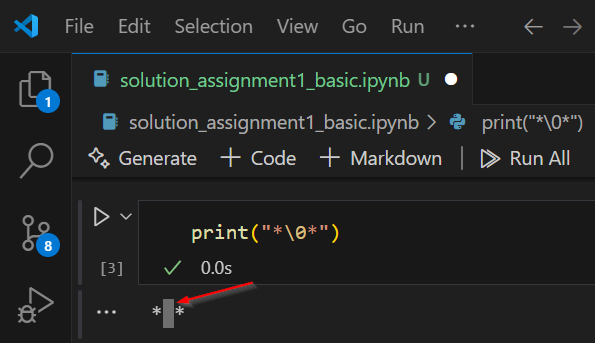 File Edit Selection View Go Run ···
solution_assignment1_basic.ipynb U
1
solution_assignment1_basic.ipynb > print("*\0*")
Generate + Code + Markdown | Run All
8
print("*\0*")
[3] 0.0s
··· * *